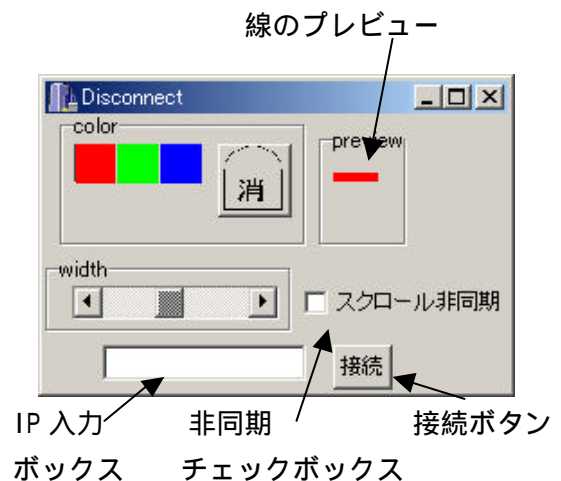 線のプレビュー
Disconnect
color
preview
消
width
スクロール非同期
接続
IP 入力
ボックス
非同期
チェックボックス
接続ボタン